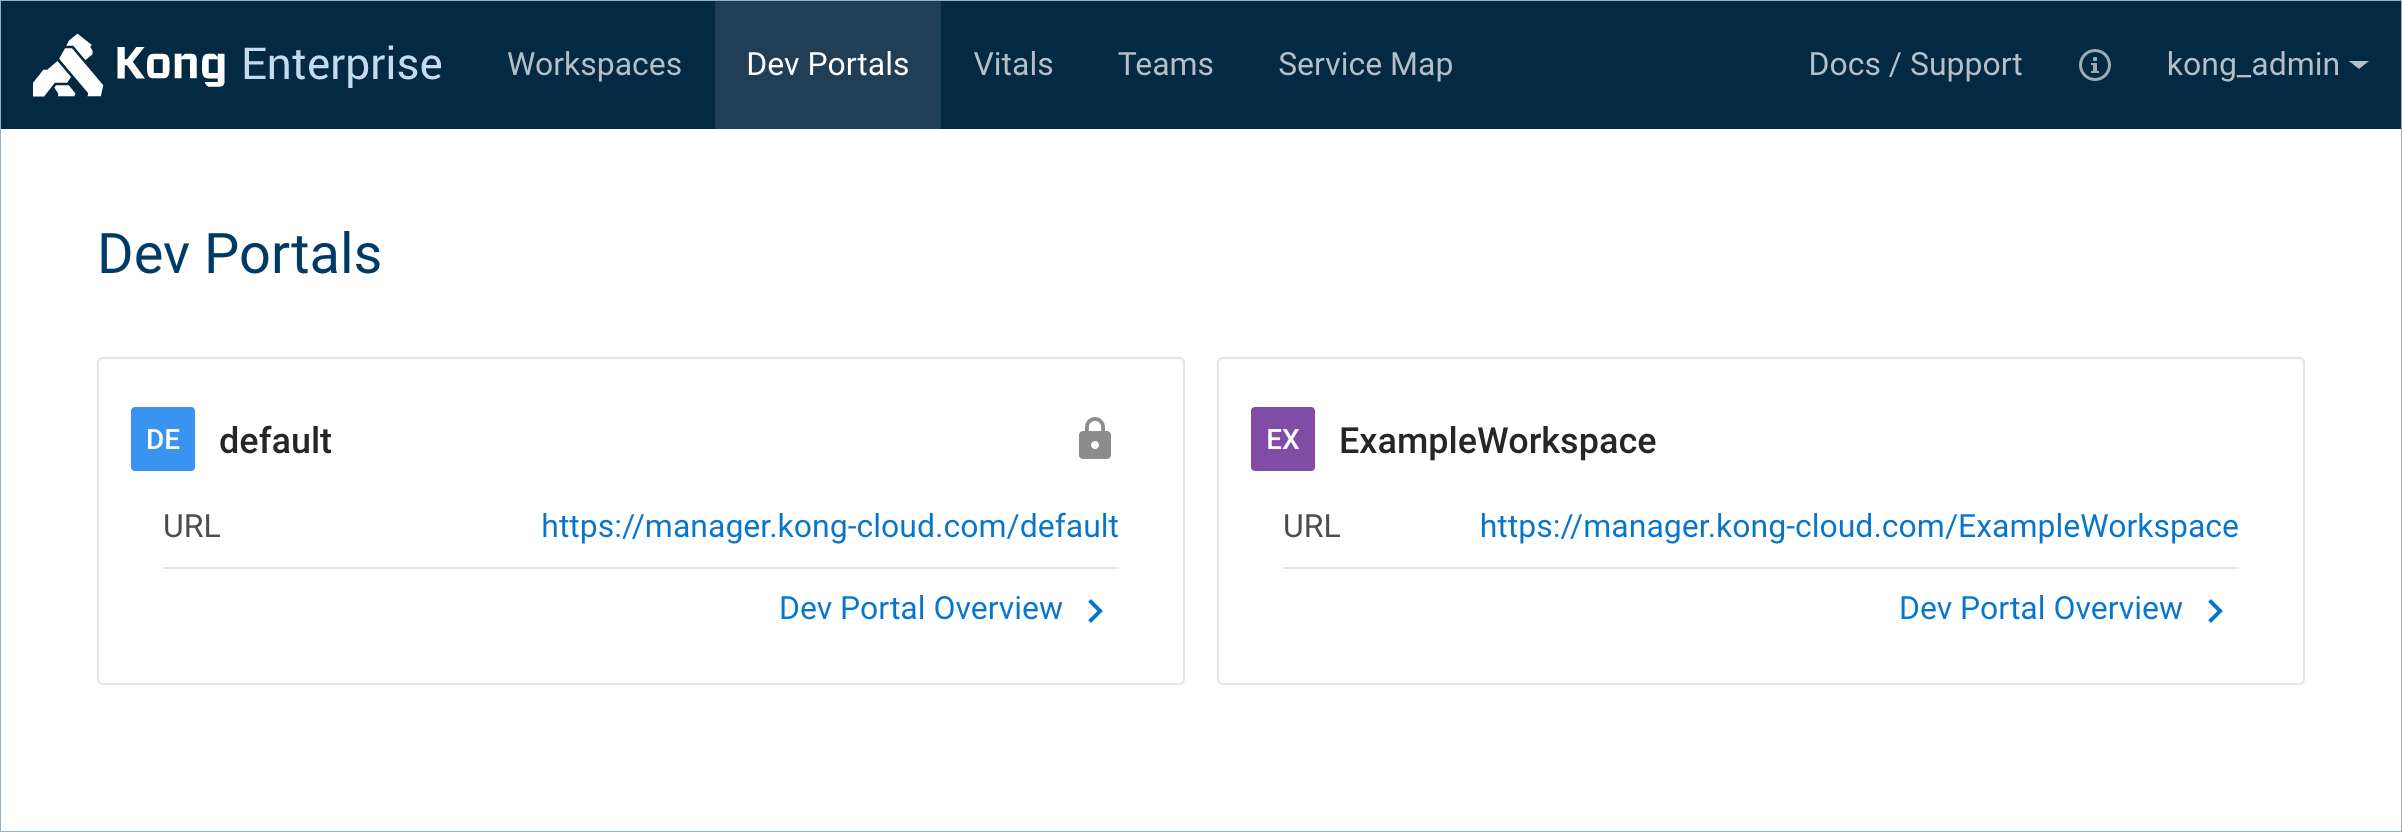 Kong Enterprise Workspaces Dev Portals Vitals Teams Service Map Docs / Support kong_admin
Dev Portals
DE default
URL https://manager.kong-cloud.com/default
Dev Portal Overview
EX ExampleWorkspace
URL https://manager.kong-cloud.com/ExampleWorkspace
Dev Portal Overview